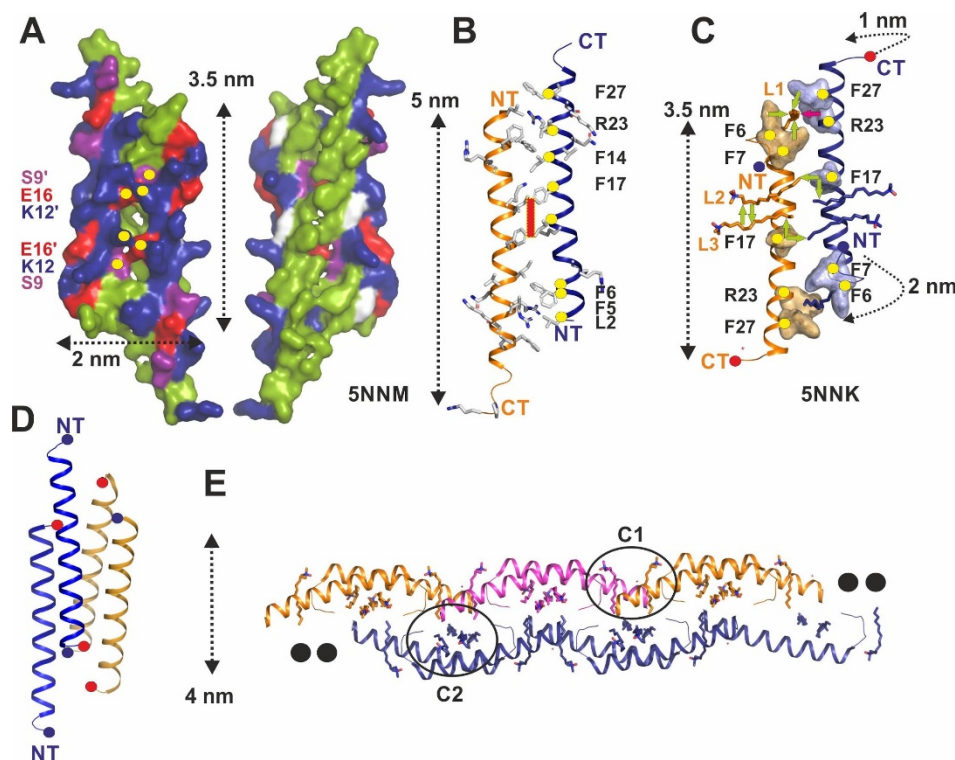 A
3.5 nm
S9'
E16
K12'
E16'
K12
S9
2 nm
5NNM
B
5 nm
NT
CT
F27
R23
F14
F17
F6
F5
L2
NT
CT
C
1 nm
CT
L1
F27
R23
F6
F7
NT
3.5 nm
L2
L3
F17
F17
NT
F7
F6
2 nm
R23
F27
CT
5NNK
D
NT
NT
4 nm
E
C1
C2